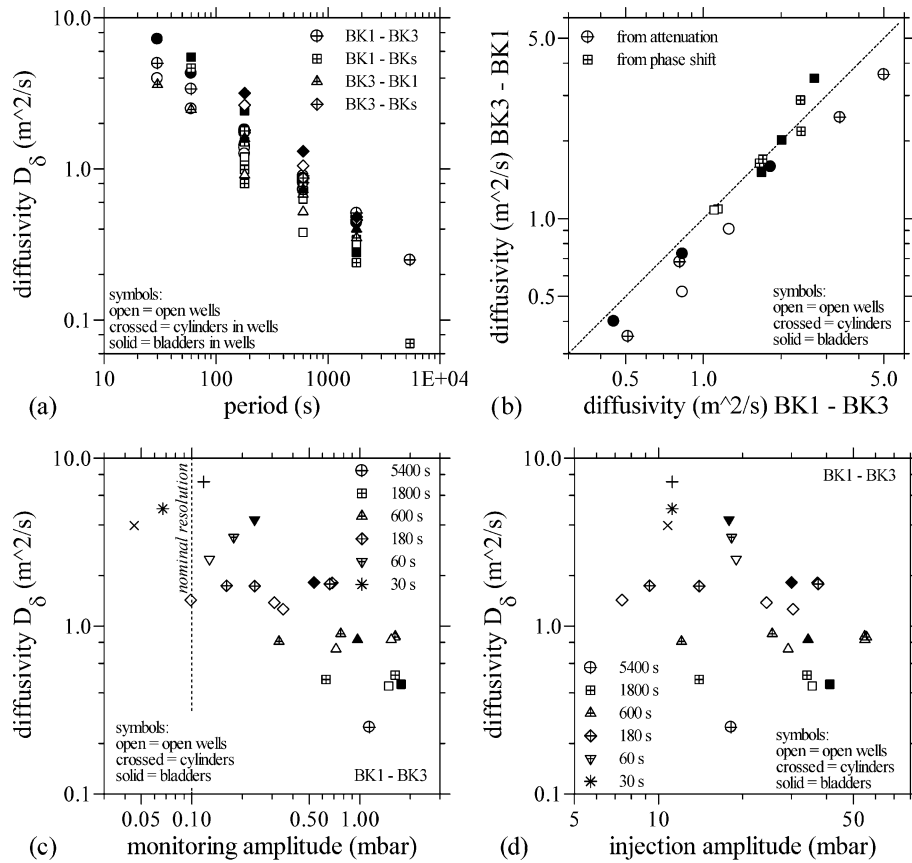 10.0
1.0
0.1
diffusivity D_δ (m^2/s)
BK1 - BK3
BK1 - BKs
BK3 - BK1
BK3 - BKs
symbols:
open = open wells
crossed = cylinders in wells
solid = bladders in wells
10 100 1000 1E+04
(a) period (s)
5.0
1.0
0.5
diffusivity (m^2/s) BK3 - BK1
from attenuation
from phase shift
symbols:
open = open wells
crossed = cylinders
solid = bladders
0.5 1.0 5.0
(b) diffusivity (m^2/s) BK1 - BK3
10.0
1.0
0.1
diffusivity D_δ (m^2/s)
nominal resolution
5400 s
1800 s
600 s
180 s
60 s
30 s
symbols:
open = open wells
crossed = cylinders
solid = bladders
BK1 - BK3
0.05 0.10 0.50 1.00
(c) monitoring amplitude (mbar)
10.0
1.0
0.1
diffusivity D_δ (m^2/s)
BK1 - BK3
5400 s
1800 s
600 s
180 s
60 s
30 s
symbols:
open = open wells
crossed = cylinders
solid = bladders
5 10 50
(d) injection amplitude (mbar)